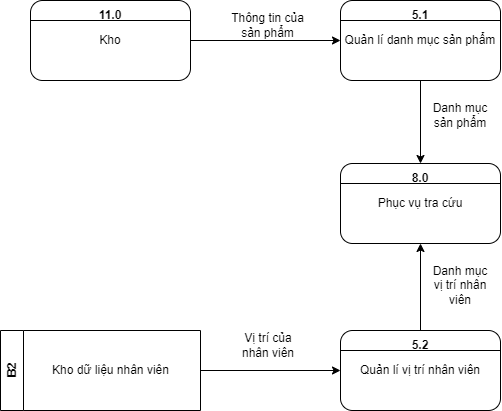 11.0
Kho
Thông tin của
sản phẩm
5.1
Quản lí danh mục sản phẩm
Danh mục
sản phẩm
8.0
Phục vụ tra cứu
Danh mục
vị trí nhân
viên
B2
Kho dữ liệu nhân viên
Vị trí của
nhân viên
5.2
Quản lí vị trí nhân viên